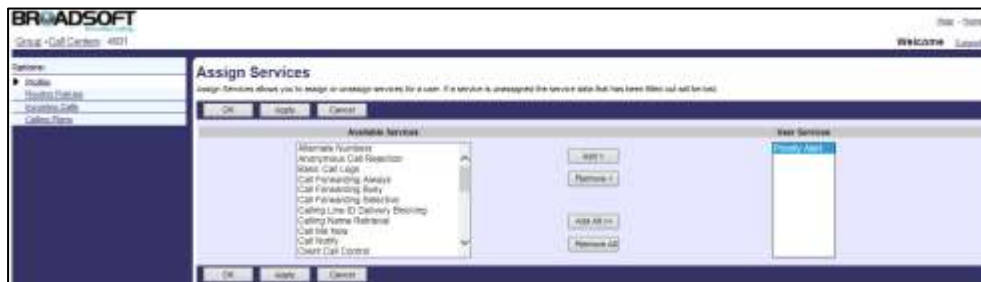 BROADSOFT
Help - Home
Group >Call Centers :4601
Welcome
Options:
Profile
Routing Policies
Incoming Calls
Calling Plans
Assign Services
Assign Services allows you to assign or unassign services for a user. If a service is unassigned the service data that has been filled out will be lost.
OK Apply Cancel
Available Services
User Services
Alternate Numbers
Anonymous Call Rejection
Basic Call Logs
Call Forwarding Always
Call Forwarding Busy
Call Forwarding Selective
Calling Line ID Delivery Blocking
Calling Name Retrieval
Call Me Now
Call Notify
Client Call Control
Add >
Remove <
Add All >>
Remove All
Priority Alert
OK Apply Cancel